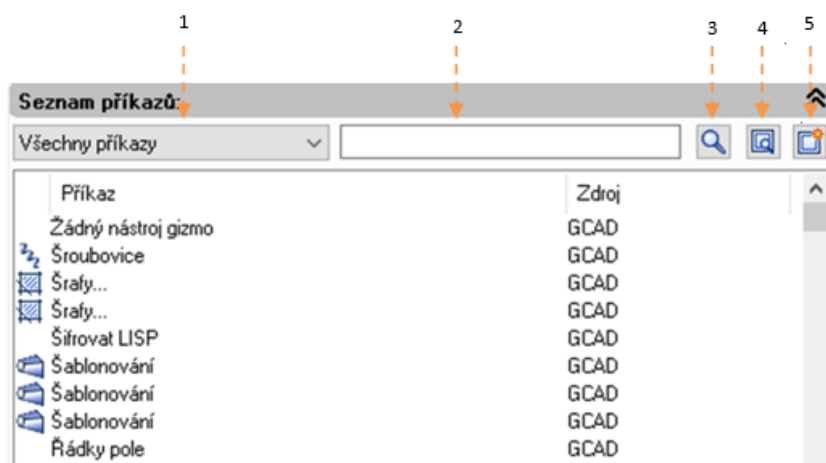 1 2 3 4 5
Seznam příkazů:
Všechny příkazy
Příkaz Zdroj
Žádný nástroj gizmo GCAD
Šroubovice GCAD
Šrafy... GCAD
Šrafy... GCAD
Šifrovat LISP GCAD
Šablonování GCAD
Šablonování GCAD
Šablonování GCAD
Řádky pole GCAD